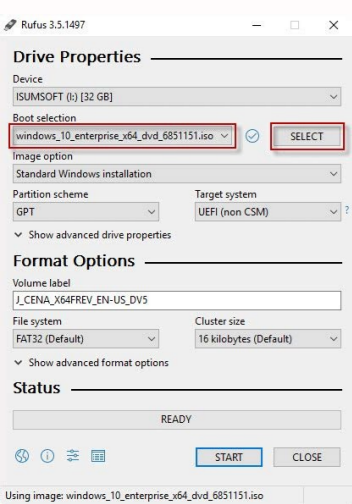 Rufus 3.5.1497
Drive Properties
Device
ISUMSOFT (I:) [32 GB]
Boot selection
windows_10_enterprise_x64_dvd_6851151.iso
SELECT
Image option
Standard Windows installation
Partition scheme Target system
GPT UEFI (non CSM) ?
Show advanced drive properties
Format Options
Volume label
J_CENA_X64FREV_EN-US_DV5
File system Cluster size
FAT32 (Default) 16 kilobytes (Default)
Show advanced format options
Status
READY
START CLOSE
Using image: windows_10_enterprise_x64_dvd_6851151.iso